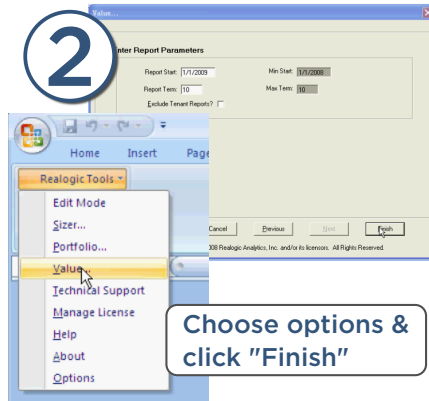 Value...
2
nter Report Parameters
Report Start: 1/1/2009 Min Start: 1/1/2008
Report Term: 10 Max Term: 10
Exclude Tenant Reports?
Home Insert Page
Realogic Tools
Edit Mode
Sizer...
Portfolio...
Value...
Technical Support
Manage License
Help
About
Options
Cancel Previous Next Finish
008 Realogic Analytics, Inc. and/or its licensors. All Rights Reserved.
Choose options &
click "Finish"